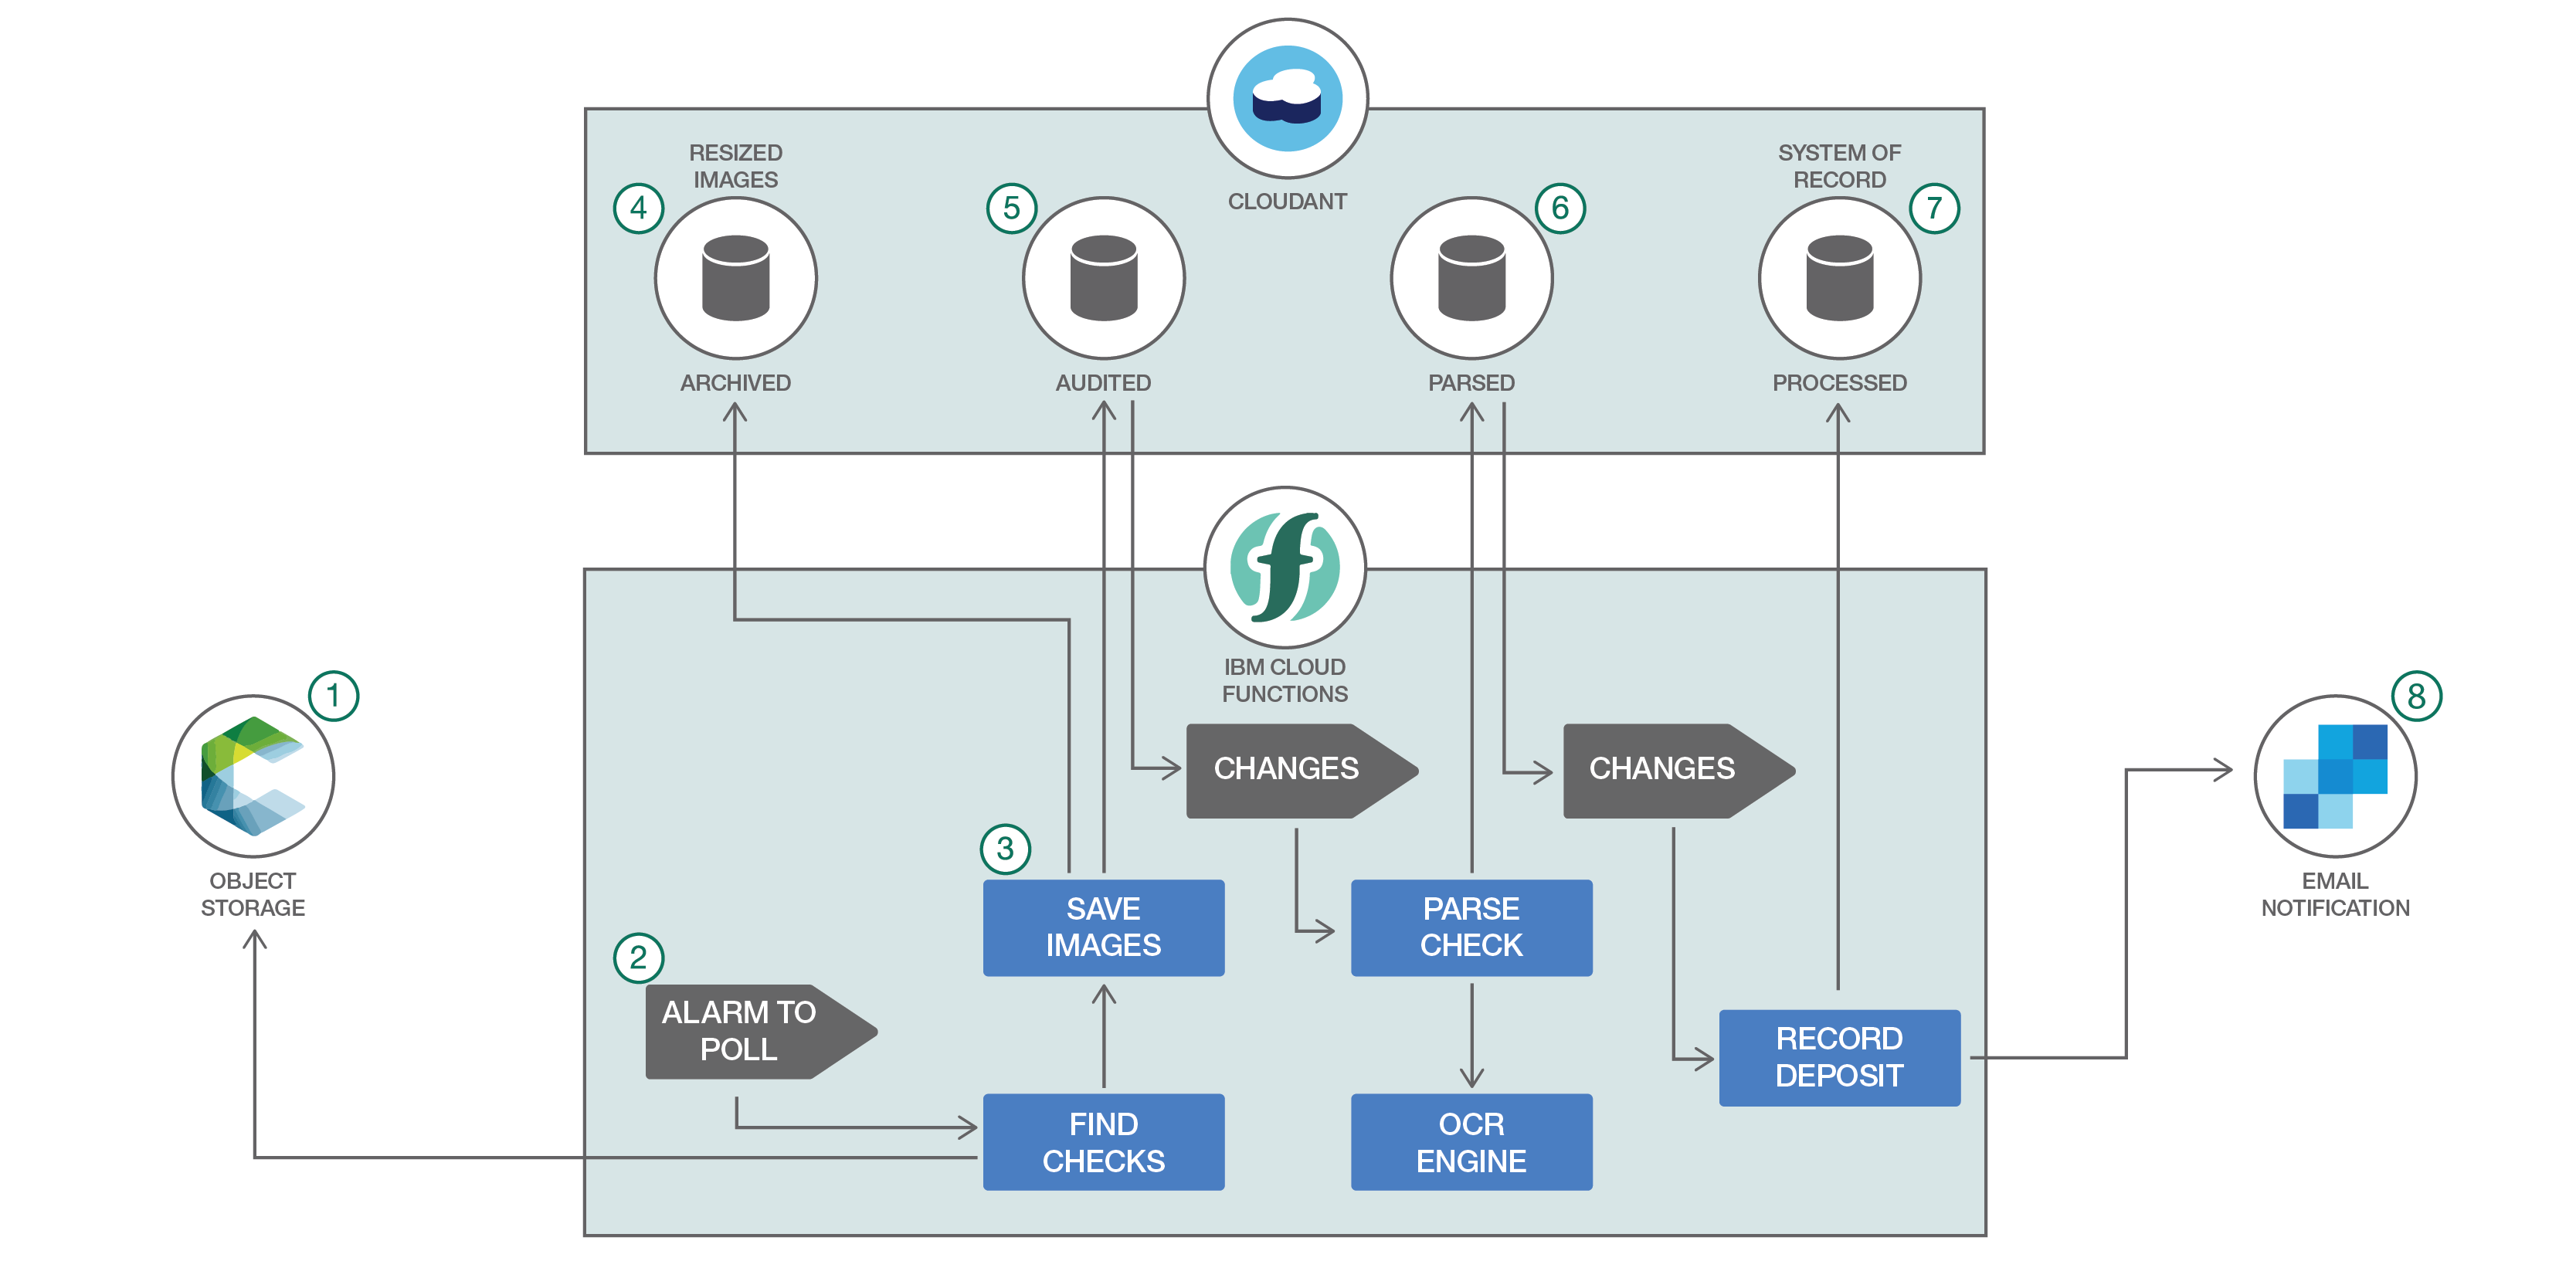 CLOUDANT
RESIZED
IMAGES
4
ARCHIVED
5
AUDITED
6
PARSED
SYSTEM OF
RECORD
7
PROCESSED
IBM CLOUD
FUNCTIONS
1
OBJECT
STORAGE
2
ALARM TO
POLL
3
SAVE
IMAGES
FIND
CHECKS
CHANGES
PARSE
CHECK
OCR
ENGINE
CHANGES
RECORD
DEPOSIT
8
EMAIL
NOTIFICATION